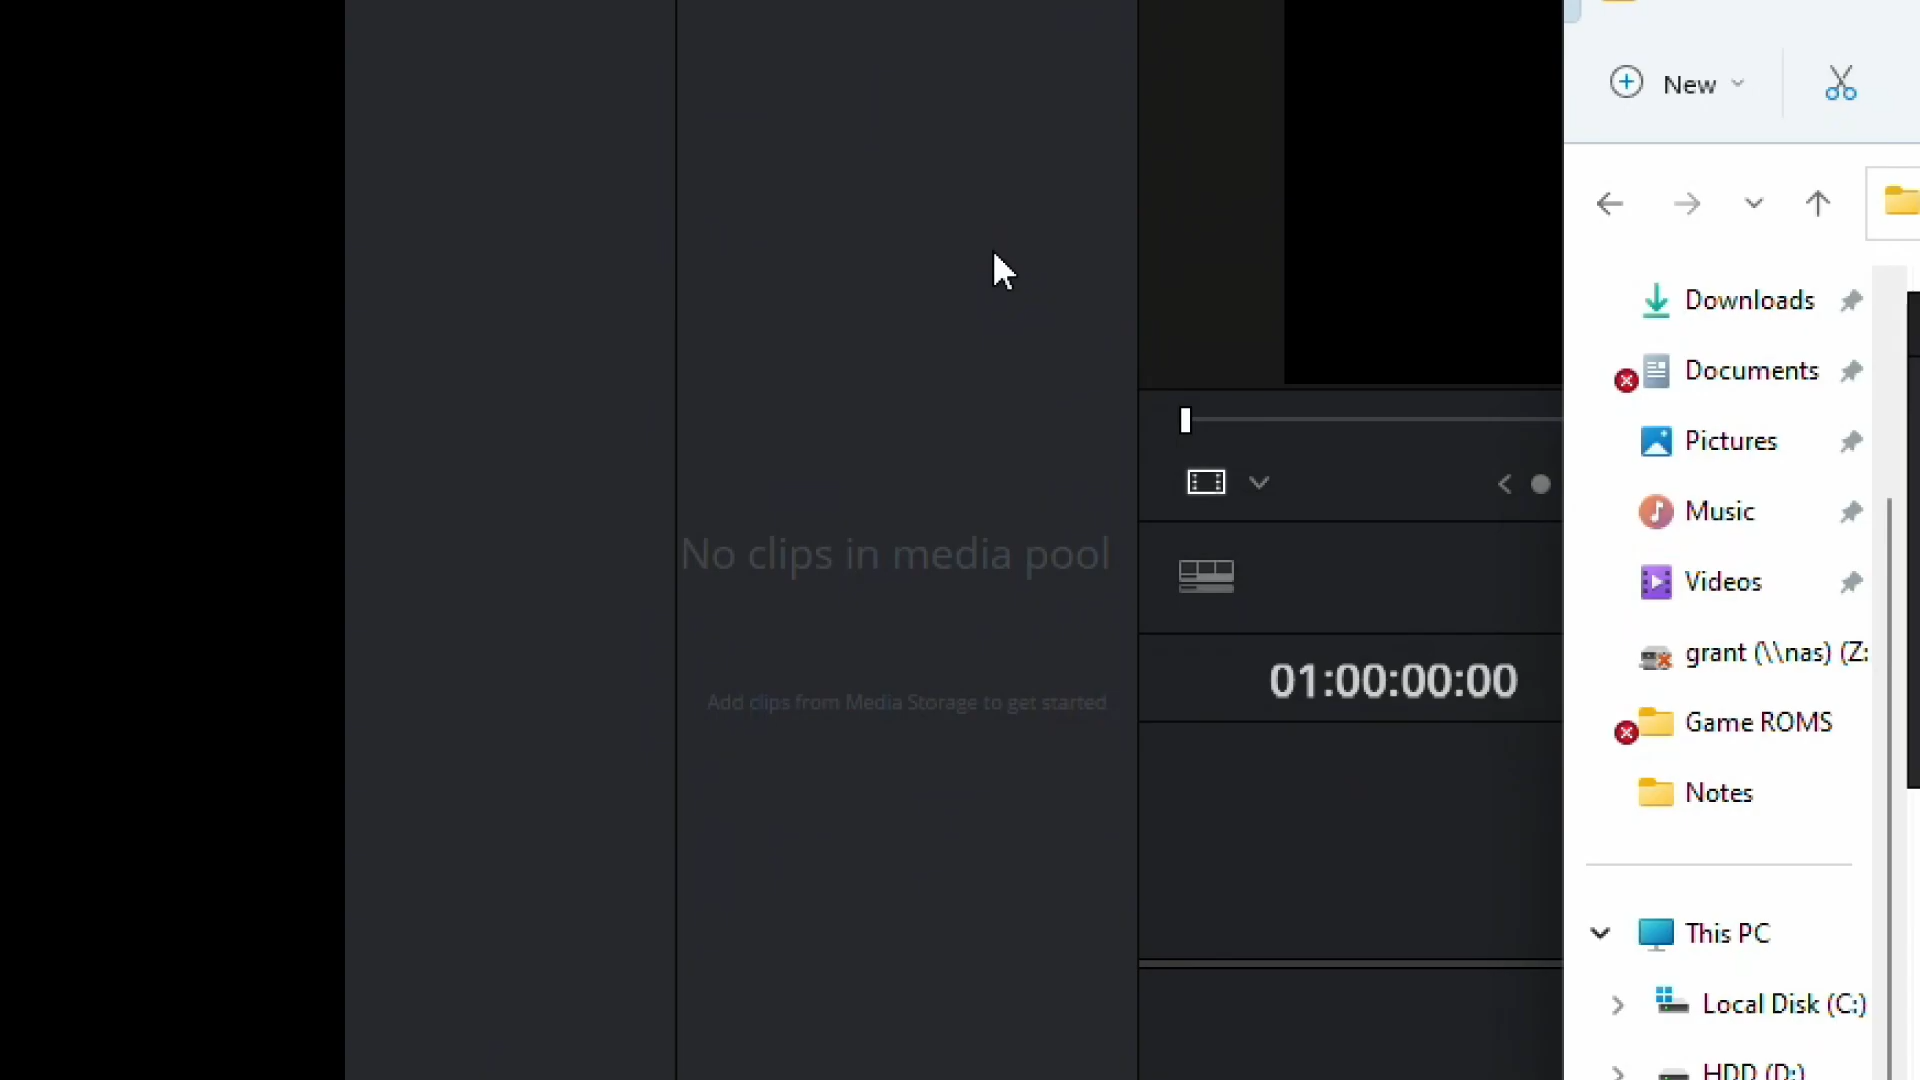 New
Downloads
Documents
Pictures
No clips in media pool
Music
Videos
Add clips from Media Storage to get started
01:00:00:00
grant (\\nas) (Z:
Game ROMS
Notes
This PC
Local Disk (C:)
HDD (D:)